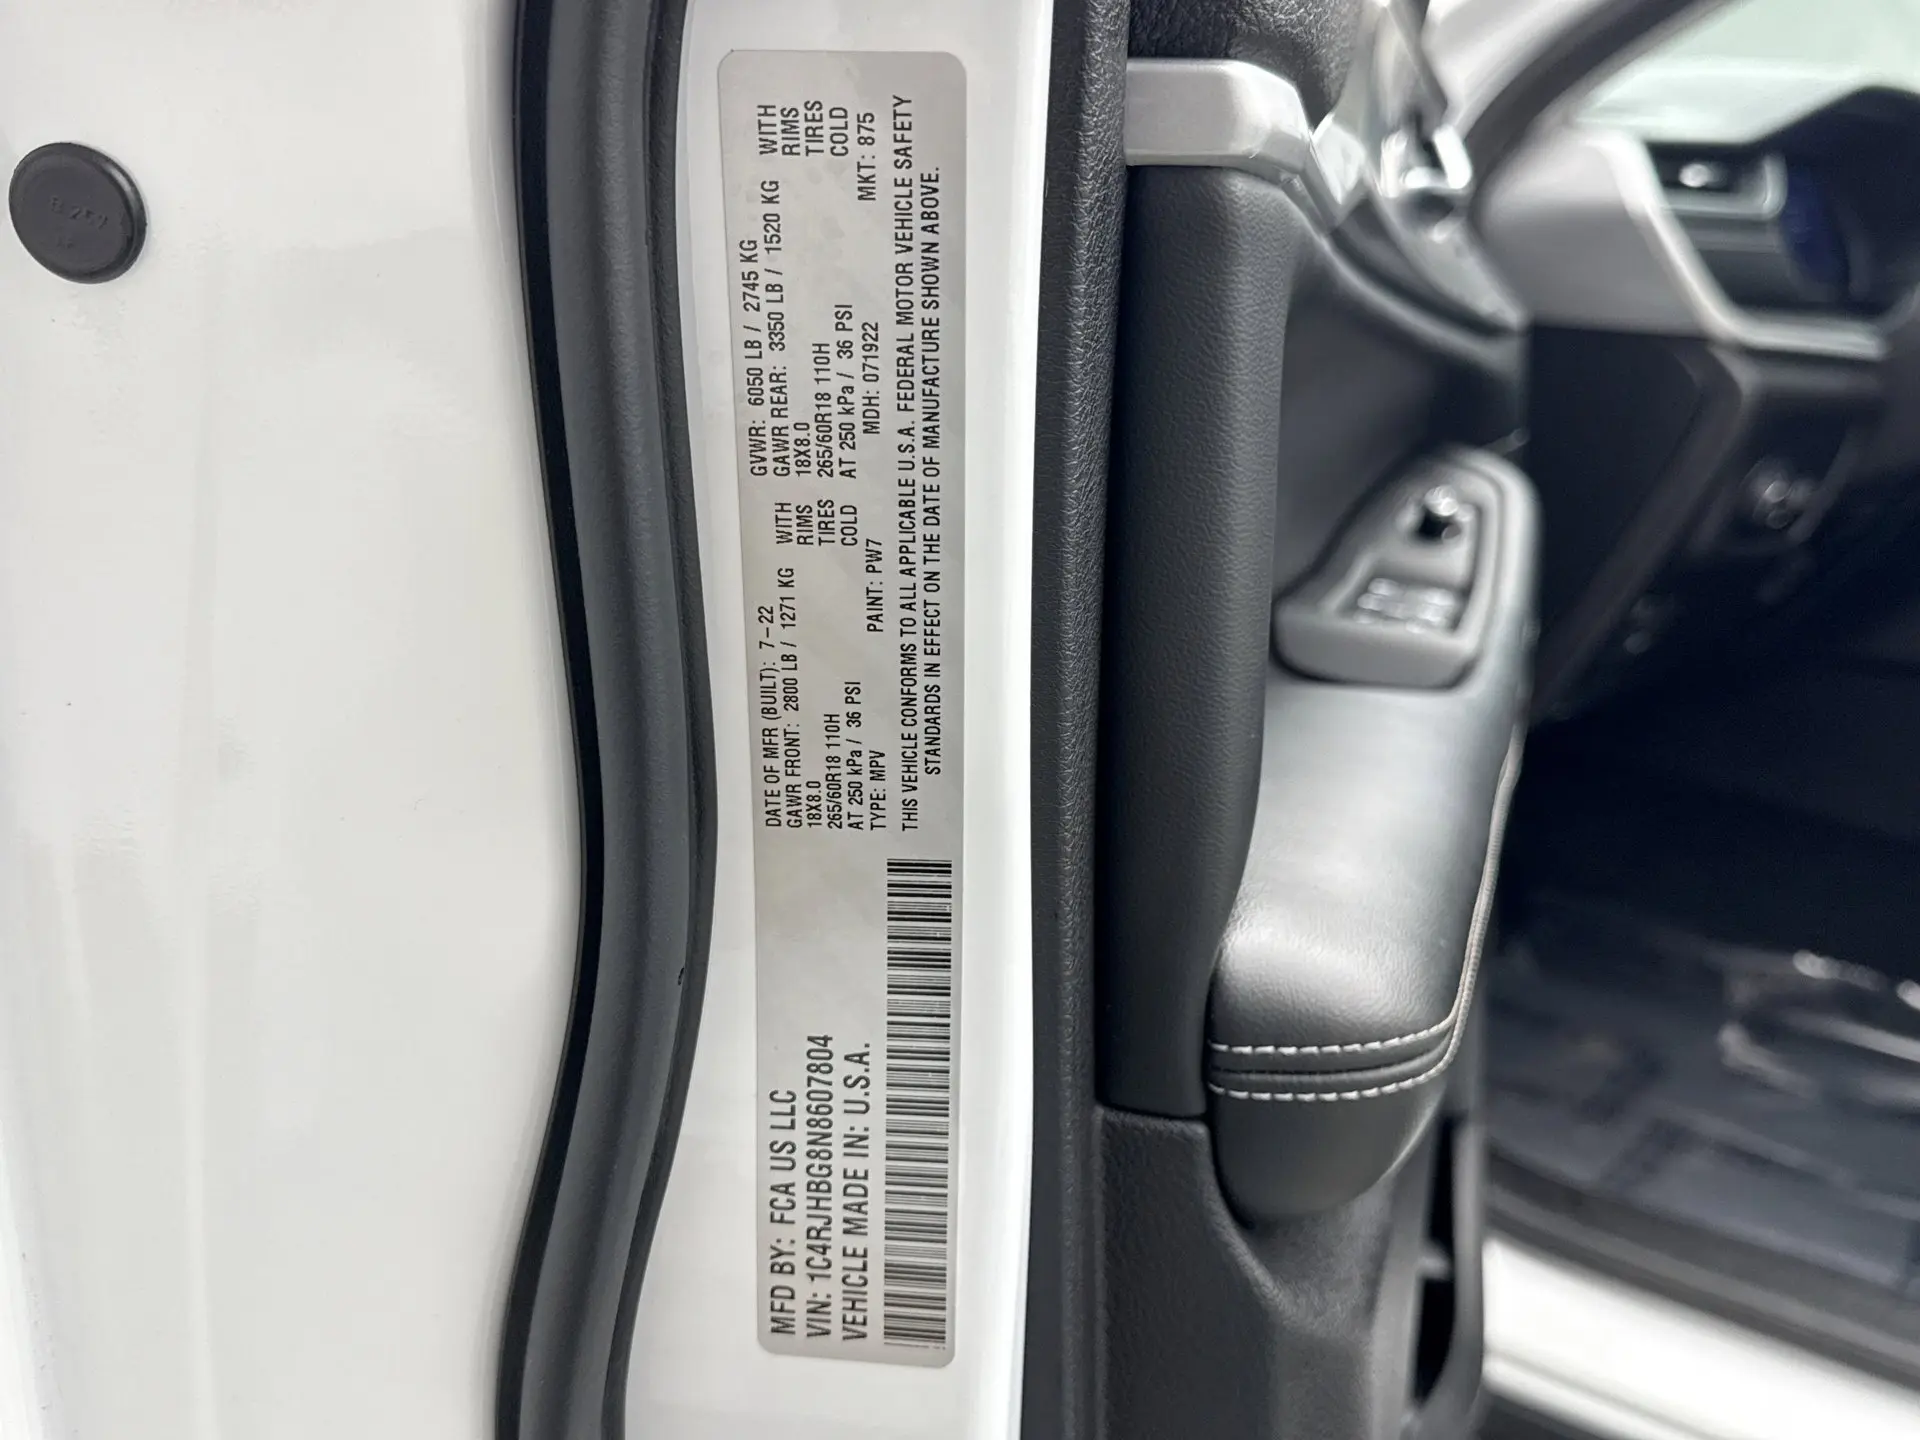 MFD BY: FCA US LLC
VIN: 1C4RJHBG8N8607804
VEHICLE MADE IN: U.S.A.
DATE OF MFR (BUILT): 7-22
GAWR FRONT: 2800 LB / 1271 KG WITH
18X8.0 RIMS
265/60R18 110H TIRES
AT 250 kPa / 36 PSI COLD
TYPE: MPV PAINT: PW7
GVWR: 6050 LB / 2745 KG
GAWR REAR: 3350 LB / 1520 KG WITH
18X8.0 RIMS
265/60R18 110H TIRES
AT 250 kPa / 36 PSI COLD
MDH: 071922 MKT: 875
THIS VEHICLE CONFORMS TO ALL APPLICABLE U.S.A. FEDERAL MOTOR VEHICLE SAFETY
STANDARDS IN EFFECT ON THE DATE OF MANUFACTURE SHOWN ABOVE.